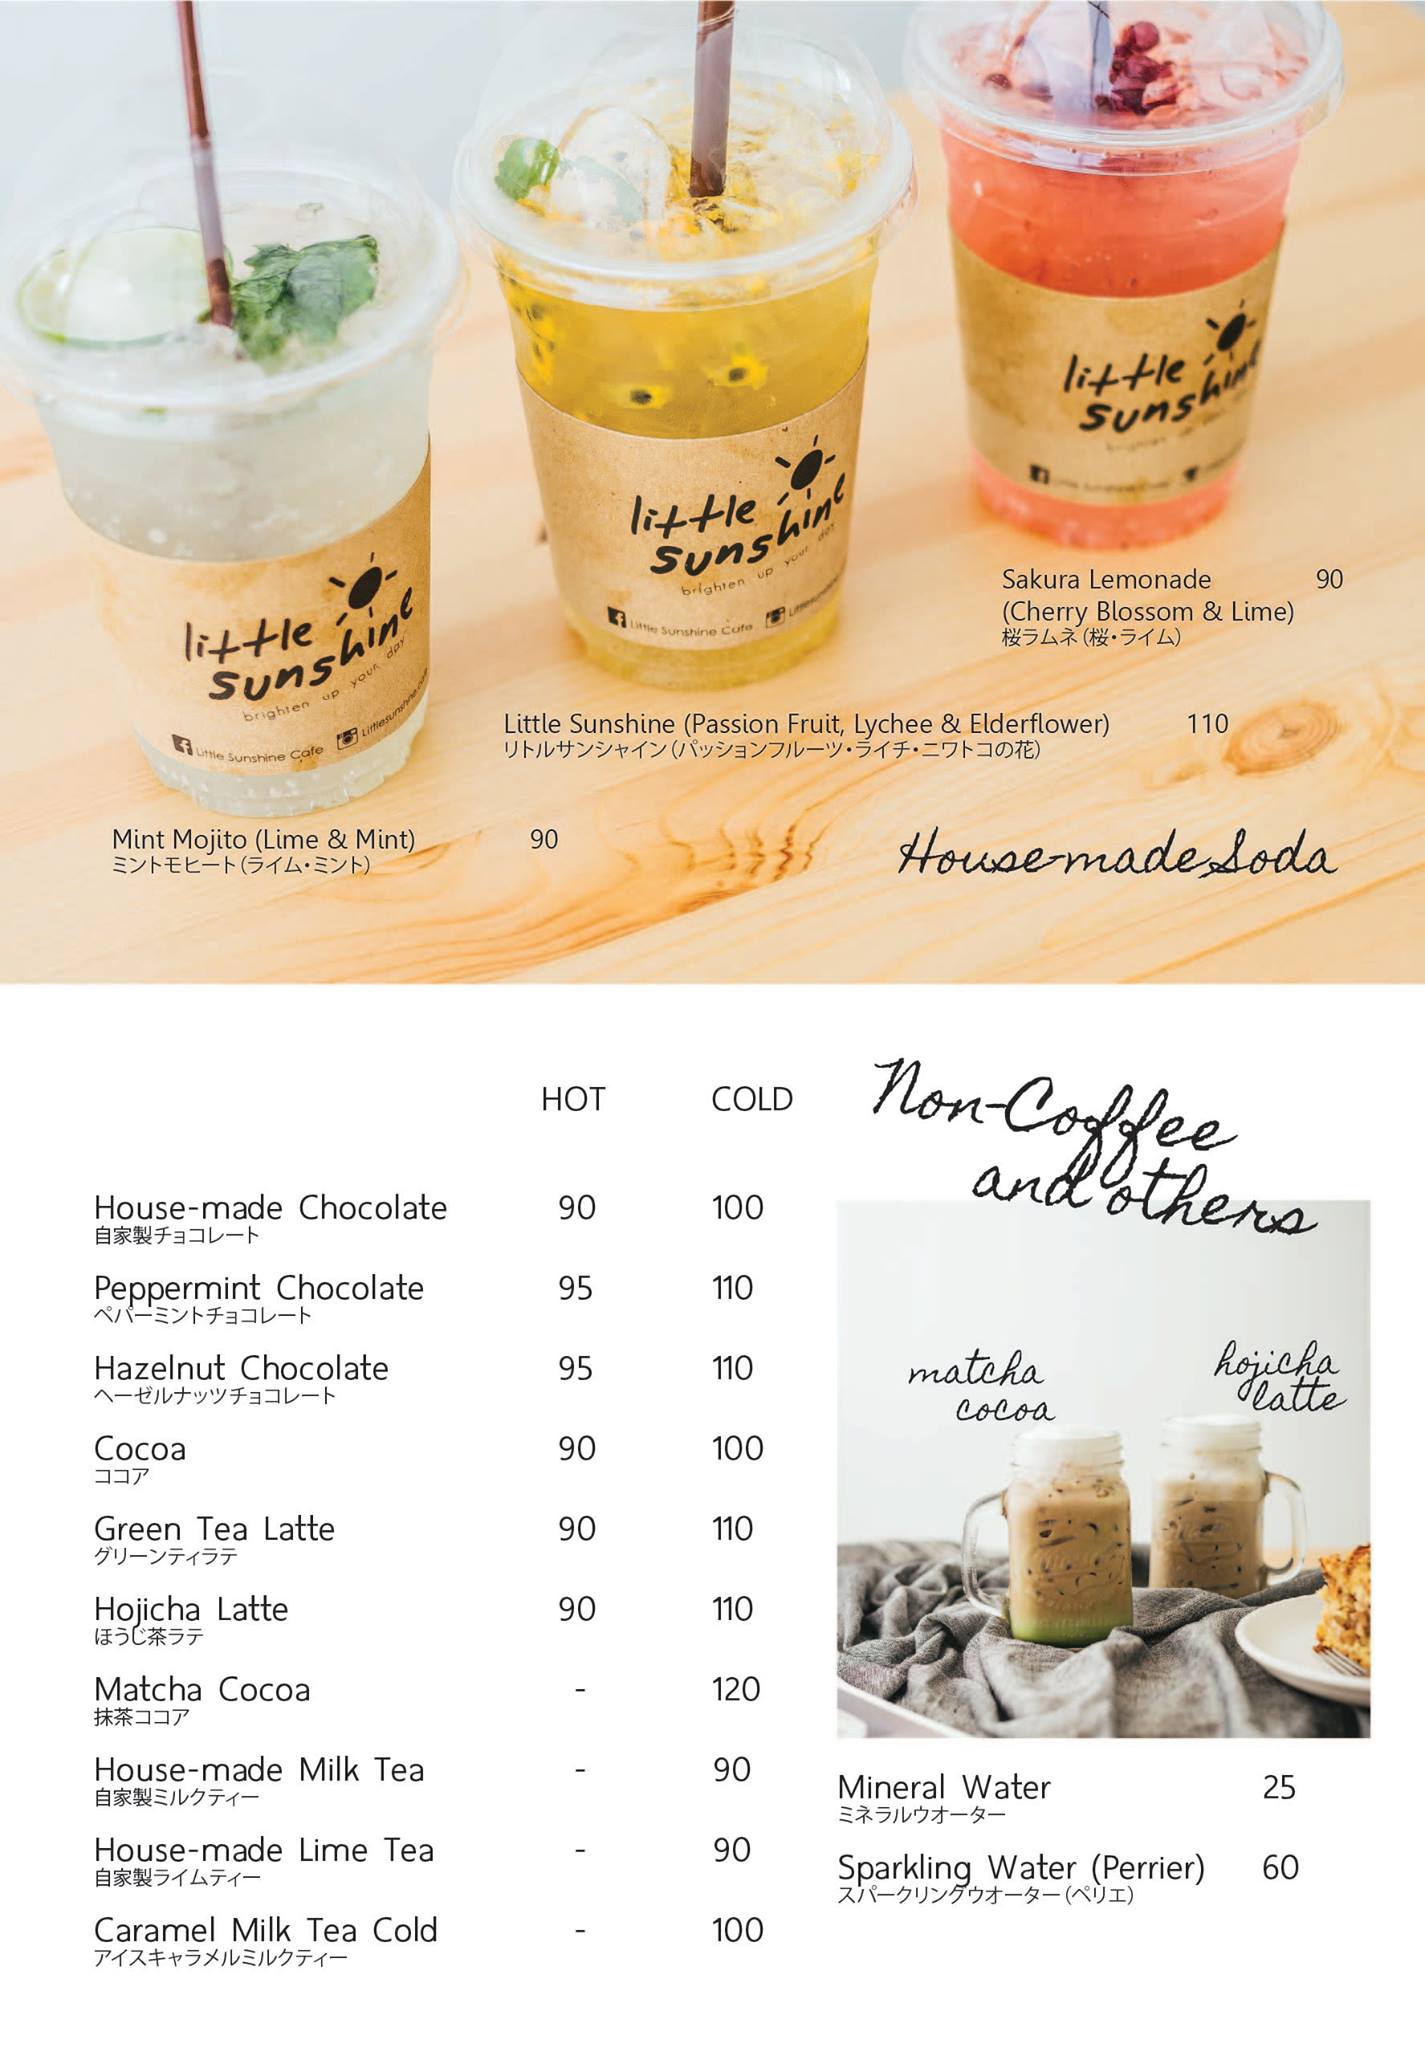 little
sunshine
brighten up your day
Little Sunshine Cafe
little
sunshine
brighten up your day
Little Sunshine Cafe
little
sunshine
brighten up
Little Sunshine Cafe
Sakura Lemonade 90
(Cherry Blossom & Lime)
桜ラムネ（桜・ライム）
Little Sunshine (Passion Fruit, Lychee & Elderflower) 110
リトルサンシャイン（パッションフルーツ・ライチ・ニワトコの花）
Mint Mojito (Lime & Mint) 90
ミントモヒート（ライム・ミント）
House-made Soda
HOT COLD
House-made Chocolate 90 100
自家製チョコレート
Peppermint Chocolate 95 110
ペパーミントチョコレート
Hazelnut Chocolate 95 110
ヘーゼルナッツチョコレート
Cocoa 90 100
ココア
Green Tea Latte 90 110
グリーンティラテ
Hojicha Latte 90 110
ほうじ茶ラテ
Matcha Cocoa - 120
抹茶ココア
House-made Milk Tea - 90
自家製ミルクティー
House-made Lime Tea - 90
自家製ライムティー
Caramel Milk Tea Cold - 100
アイスキャラメルミルクティー
Non-Coffee
and others
matcha
cocoa
hojicha
latte
Mineral Water 25
ミネラルウオーター
Sparkling Water (Perrier) 60
スパークリングウオーター（ペリエ）